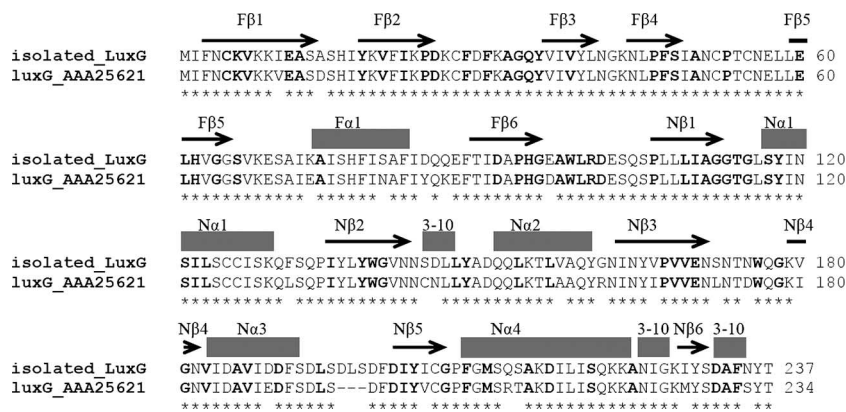 Fβ1 Fβ2 Fβ3 Fβ4 Fβ5
isolated_LuxG MIFNCKVKKIEASASHIYKVFIKPDKCFDFKAGQYVIVYLNGKNLPFSIANCPTCNELLE 60
luxG_AAA25621 MIFNCKVKKVEASDSHIYKVFIKPDKCFDFKAGQYVIVYLNGKNLPFSIANCPTCNELLE 60
********* *** **********************************************
Fβ5 Fα1 Fβ6 Nβ1 Nα1
isolated_LuxG LHVGGSVKESAIKAISHFISAFIDQQEFTIDAPHGEAWLRDESQSPLLLIAGGTGLSYIN 120
luxG_AAA25621 LHVGGSVKESAIEAISHFINAFIYQKEFTIDAPHGDAWLRDESQSPLLLIAGGTGLSYIN 120
************ ****** *** * ********* ************************
Nα1 Nβ2 3-10 Nα2 Nβ3 Nβ4
isolated_LuxG SILSCCISKQFSQPIYLYWGVNNSDLLYADQQLKTLVAQYGNINYVPVVENSNTNWQGKV 180
luxG_AAA25621 SILSCCISKQLSQPIYLYWGVNNCNLLYADQQLKTLAAQYRNINYIPVVENLNTDWQGKI 180
********** ************  *********** *** **** ***** ** ****
Nβ4 Nα3 Nβ5 Nα4 3-10 Nβ6 3-10
isolated_LuxG GNVIDAVIDDFSDLSDLSDFDIYICGPFGMSQSAKDILISQKKANIGKIYSDAFNYT 237
luxG_AAA25621 GNVIDAVIEDFSDLS---DFDIYVCGPFGMSRTAKDILISQKKANIGKMYSDAFSYT 234
******** ******   ***** *******  *************** ***** **